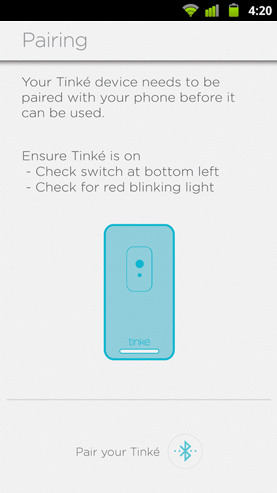 4:20
Pairing
Your Tinké device needs to be
paired with your phone before it
can be used.
Ensure Tinké is on
- Check switch at bottom left
- Check for red blinking light
tinké
Pair your Tinké